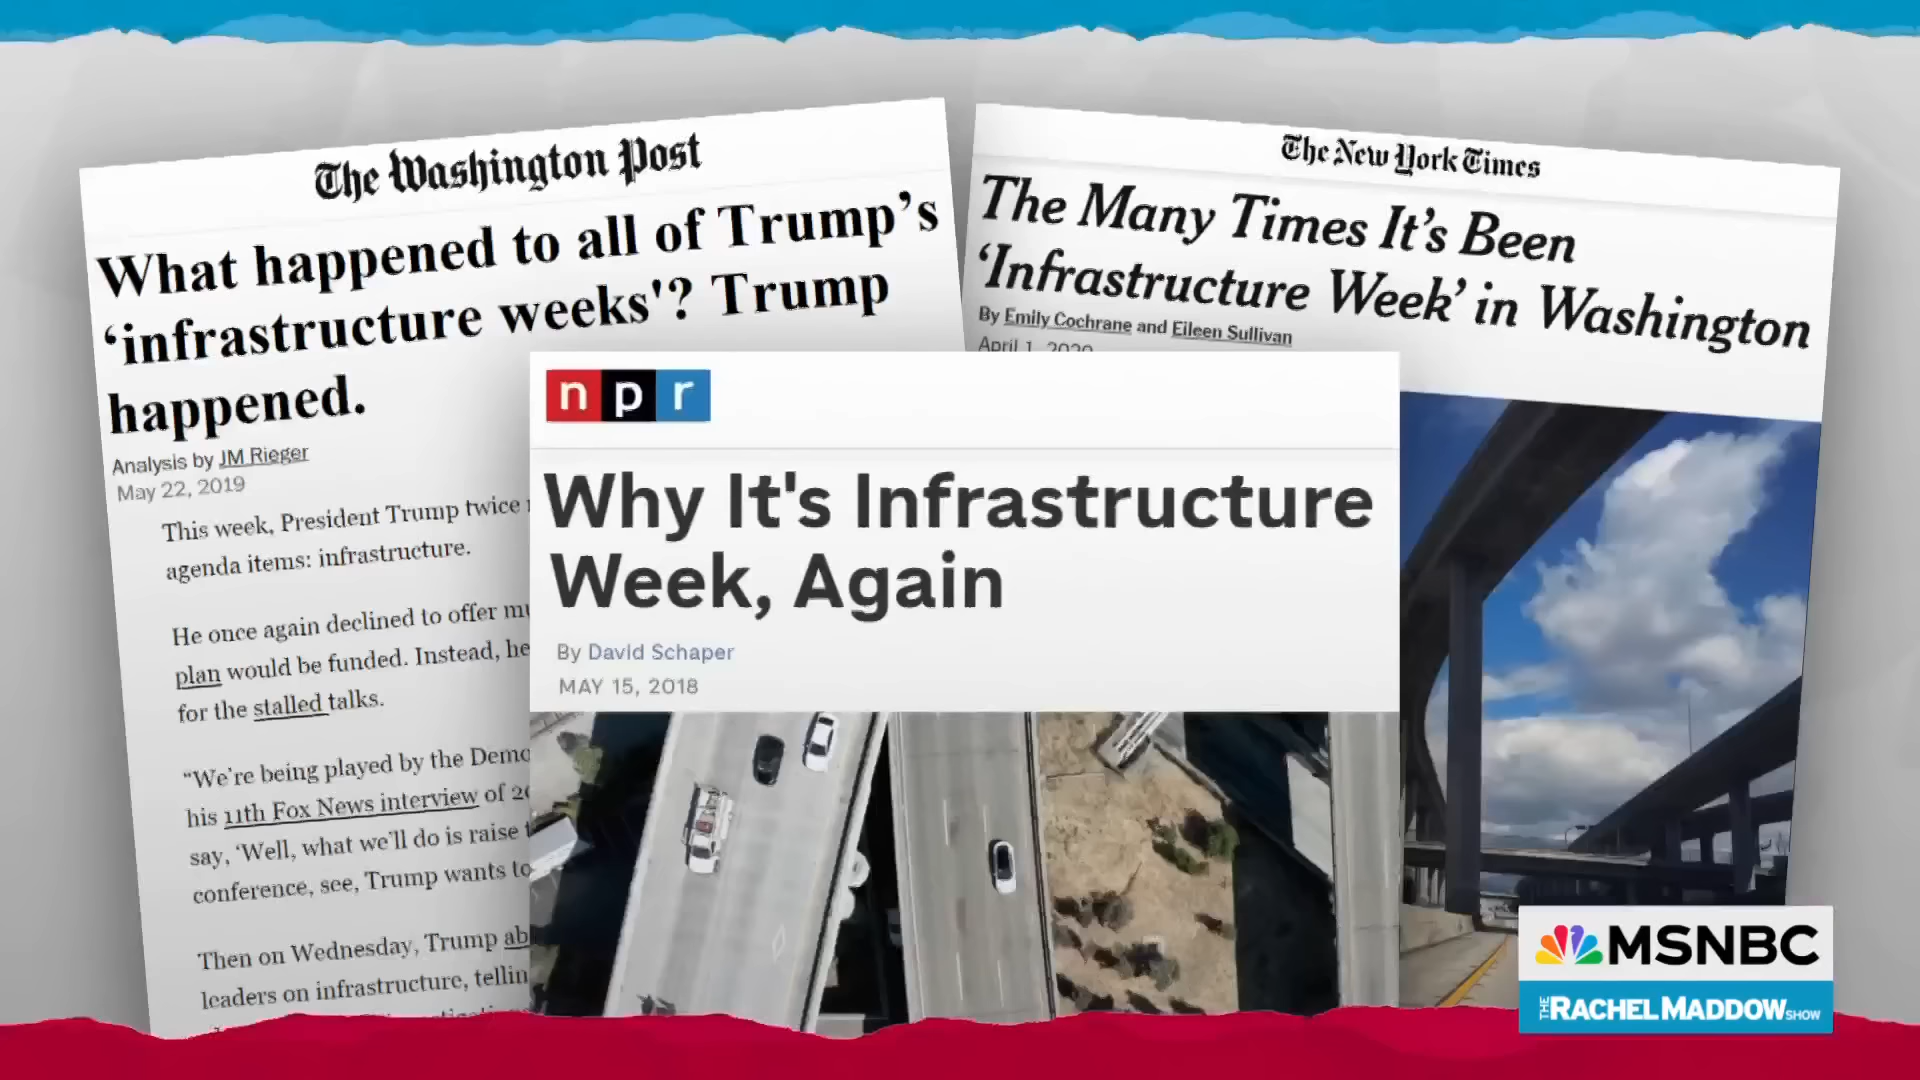 The Washington Post
What happened to all of Trump's
‘infrastructure weeks'? Trump
happened.
Analysis by JM Rieger
May 22, 2019
This week, President Trump twice
agenda items: infrastructure.
He once again declined to offer
plan would be funded. Instead, he
for the stalled talks.
“We're being played by the
his 11th Fox News interview of
say, ‘Well, what we'll do is raise
conference, see, Trump wants to
Then on Wednesday, Trump
leaders on infrastructure,
The New York Times
The Many Times It's Been
‘Infrastructure Week’ in Washington
By Emily Cochrane and Eileen Sullivan
April 1, 2020
npr
Why It's Infrastructure
Week, Again
By David Schaper
MAY 15, 2018
MSNBC
THE RACHEL MADDOW SHOW